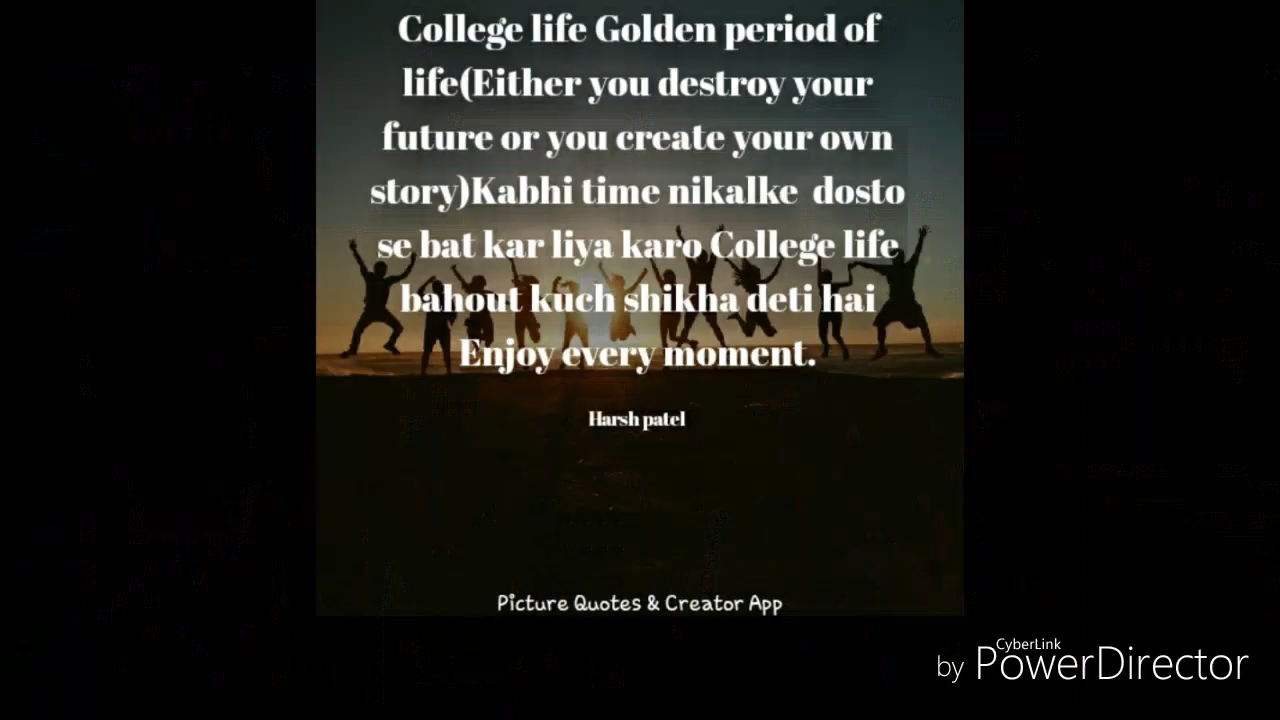 College life Golden period of
life(Either you destroy your
future or you create your own
story)Kabhi time nikalke  dosto
se bat kar liya karo College life
bahout kuch shikha deti hai
Enjoy every moment.
Harsh patel
Picture Quotes & Creator App
CyberLink
by PowerDirector